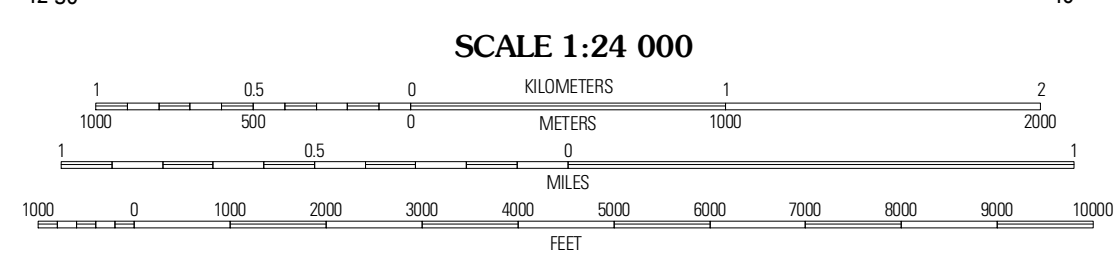 SCALE 1:24 000
1 0.5 0 KILOMETERS 1 2
1000 500 0 METERS 1000 2000
1 0.5 0 1
MILES
1000 0 1000 2000 3000 4000 5000 6000 7000 8000 9000 10000
FEET